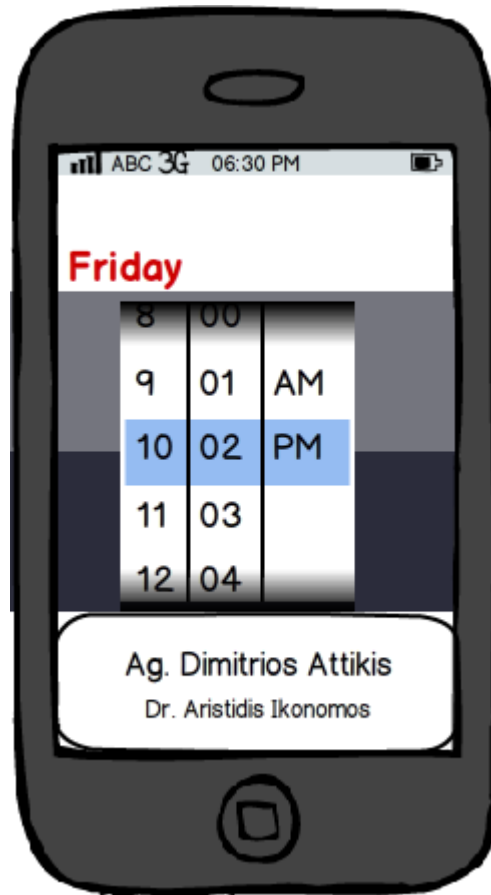 ABC 3G 06:30 PM
Friday
8 00
9 01 AM
10 02 PM
11 03
12 04
Ag. Dimitrios Attikis
Dr. Aristidis Ikonomos